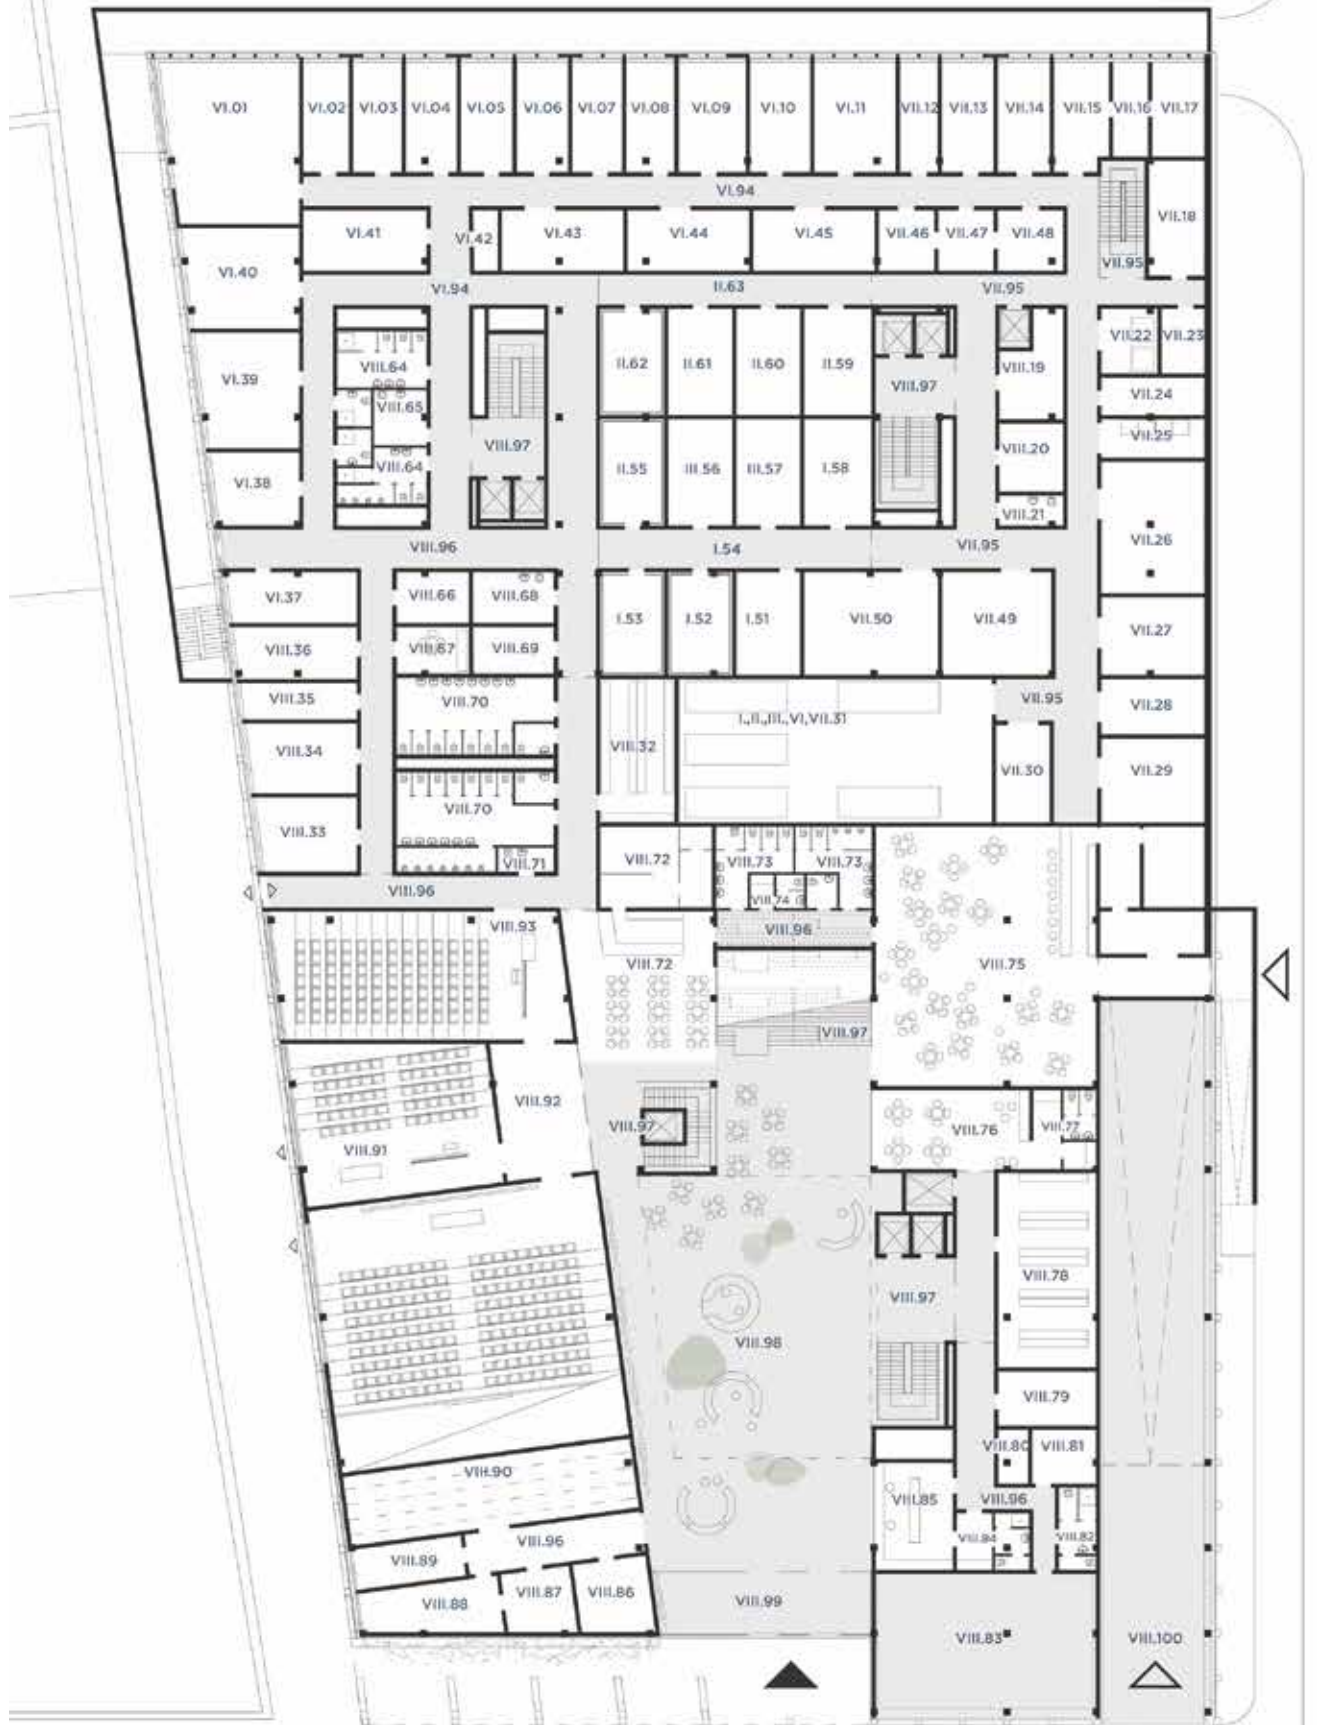 VI.01 VI.02 VI.03 VI.04 VI.05 VI.06 VI.07 VI.08 VI.09 VI.10 VI.11 VII.12 VII.13 VII.14 VII.15 VII.16 VII.17
VI.94
VII.18
VI.41 VI.42 VI.43 VI.44 VI.45 VII.46 VII.47 VII.48
VI.40
VII.95
VI.94 II.63 VII.95
VII.22 VII.23
VI.39 VIII.64 II.62 II.61 II.60 II.59 VIII.97 VIII.19
VII.24
VIII.65
VII.25
VIII.97 VIII.20
VI.38 VIII.64 II.55 III.56 III.57 I.58
VIII.21
VII.26
VIII.96 I.54 VII.95
VI.37 VIII.66 VIII.68
I.53 I.52 I.51 VII.50 VII.49
VII.27
VIII.36 VIII.67 VIII.69
VIII.35 VIII.70 VII.95 VII.28
I.,II.,III.,VI,VII.31
VIII.34 VIII.32 VII.30 VII.29
VIII.70
VIII.33
VIII.71 VIII.72 VIII.73 VIII.73
VIII.96 VIII.74
VIII.93 VIII.96
VIII.72 VIII.75
VIII.97
VIII.92
VIII.97 VIII.76 VIII.77
VIII.91
VIII.78
VIII.97
VIII.98
VIII.79
VIII.80 VIII.81
VIII.90
VIII.85 VIII.96
VIII.96 VIII.84 VIII.82
VIII.89
VIII.88 VIII.87 VIII.86
VIII.99
VIII.83 VIII.100